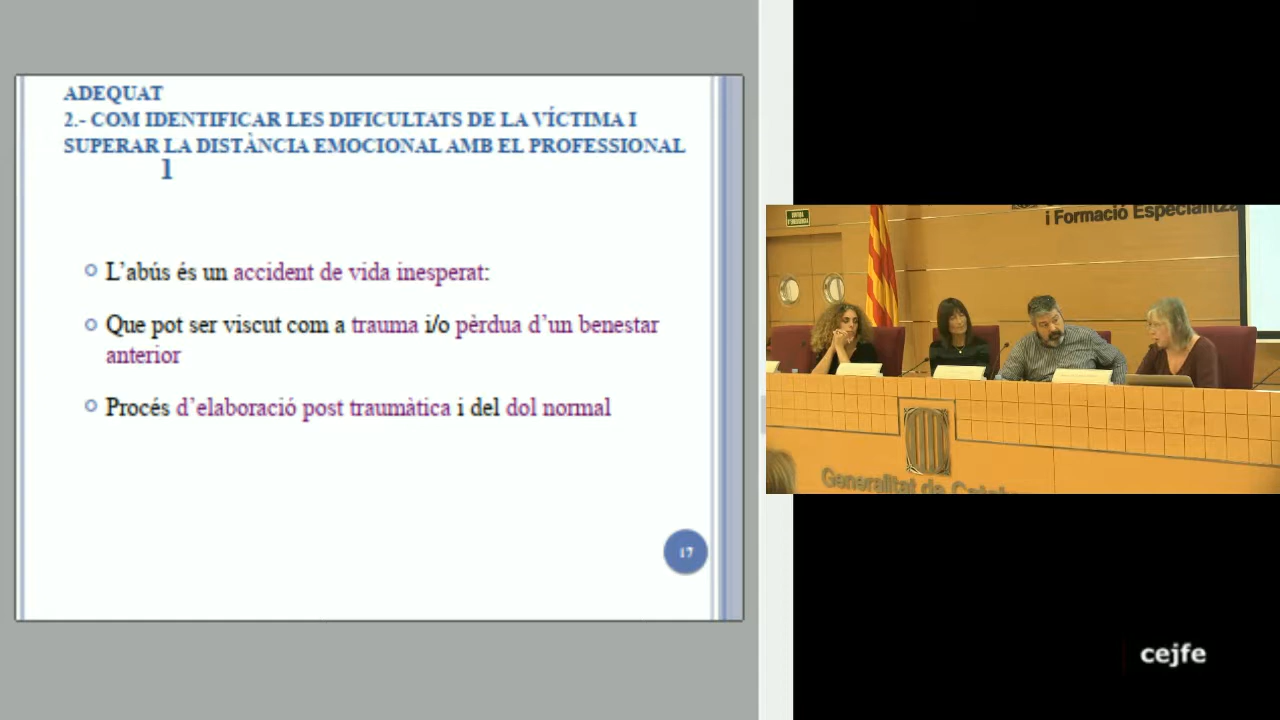 ADEQUAT
2.- COM IDENTIFICAR LES DIFICULTATS DE LA VÍCTIMA I
SUPERAR LA DISTÀNCIA EMOCIONAL AMB EL PROFESSIONAL
1
L’abús és un accident de vida inesperat:
Que pot ser viscut com a trauma i/o pèrdua d’un benestar
anterior
Procés d’elaboració post traumàtica i del dol normal
17
i Formació Especialitza
Generalitat de
cejfe